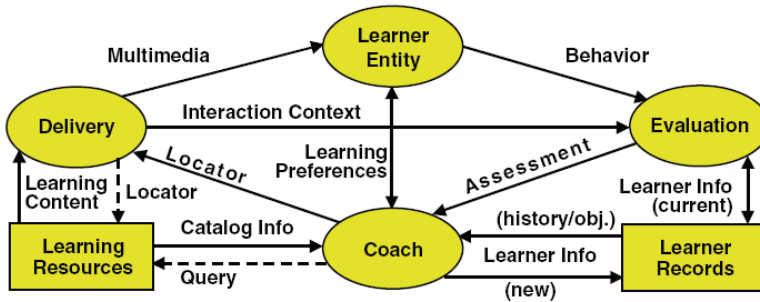 Learner
Entity
Multimedia
Behavior
Delivery
Interaction Context
Evaluation
Learning
Preferences
Locator
Assessment
Learning
Content
Locator
Learner Info
(current)
Catalog Info
(history/obj.)
Learning
Resources
Coach
Learner Info
Learner
Records
Query
(new)